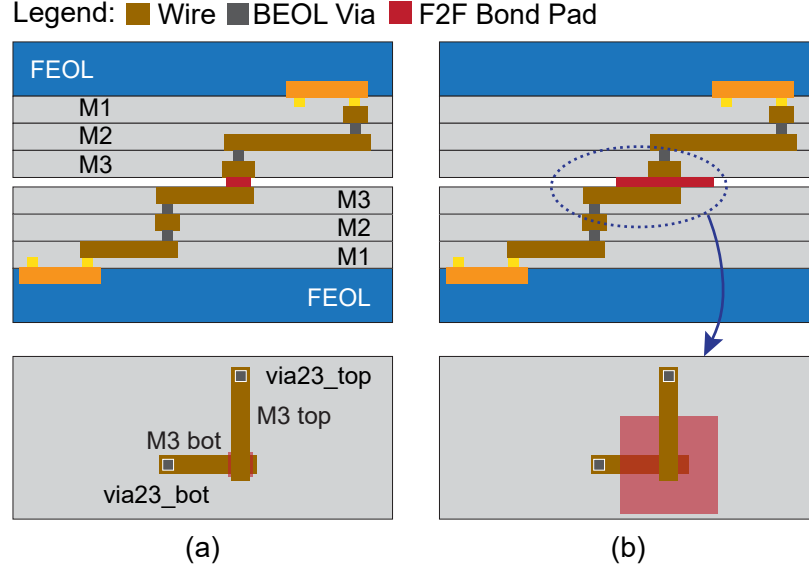 Legend: Wire BEOL Via F2F Bond Pad
FEOL
M1
M2
M3
M3
M2
M1
FEOL
via23_top
M3 top
M3 bot
via23_bot
(a)
(b)